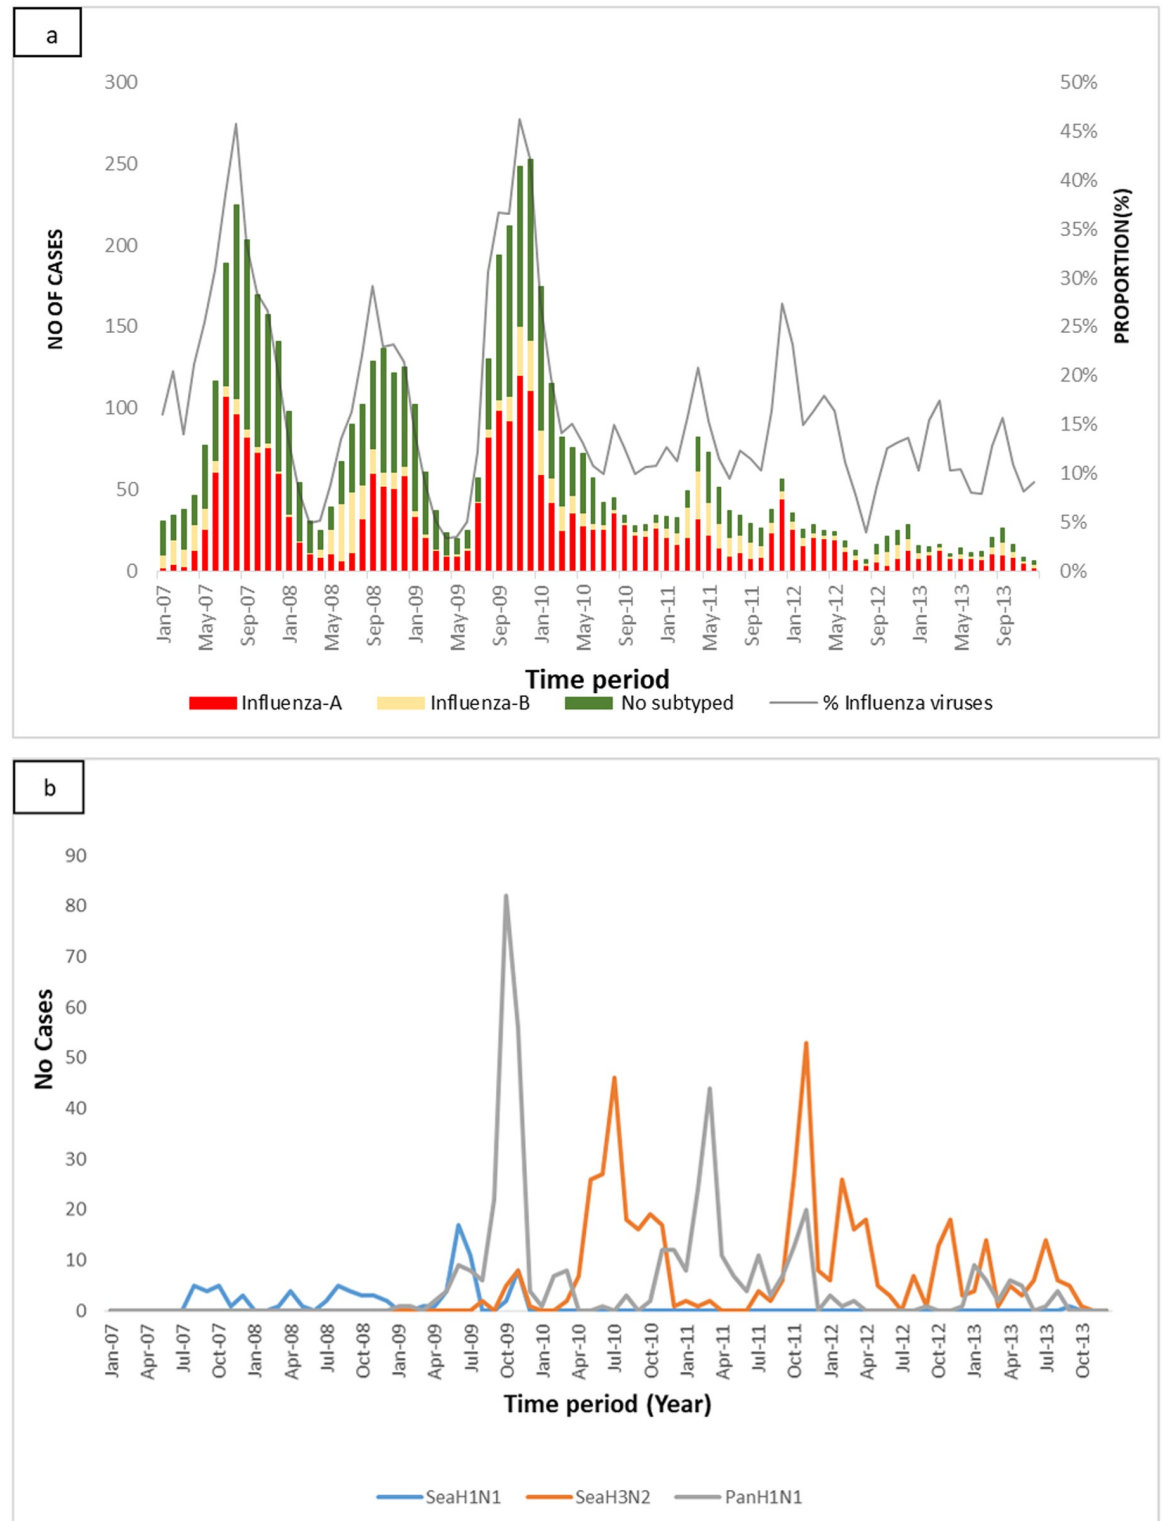 a
300
250
200
150
100
50
0
NO OF CASES
50%
45%
40%
35%
30%
25%
20%
15%
10%
5%
0%
PROPORTION(%)
Jan-07
May-07
Sep-07
Jan-08
May-08
Sep-08
Jan-09
May-09
Sep-09
Jan-10
May-10
Sep-10
Jan-11
May-11
Sep-11
Jan-12
May-12
Sep-12
Jan-13
May-13
Sep-13
Time period
Influenza-A
Influenza-B
No subtyped
% Influenza viruses
b
90
80
70
60
50
40
30
20
10
0
No Cases
Jan-07
Apr-07
Jul-07
Oct-07
Jan-08
Apr-08
Jul-08
Oct-08
Jan-09
Apr-09
Jul-09
Oct-09
Jan-10
Apr-10
Jul-10
Oct-10
Jan-11
Apr-11
Jul-11
Oct-11
Jan-12
Apr-12
Jul-12
Oct-12
Jan-13
Apr-13
Jul-13
Oct-13
Time period (Year)
SeaH1N1
SeaH3N2
PanH1N1